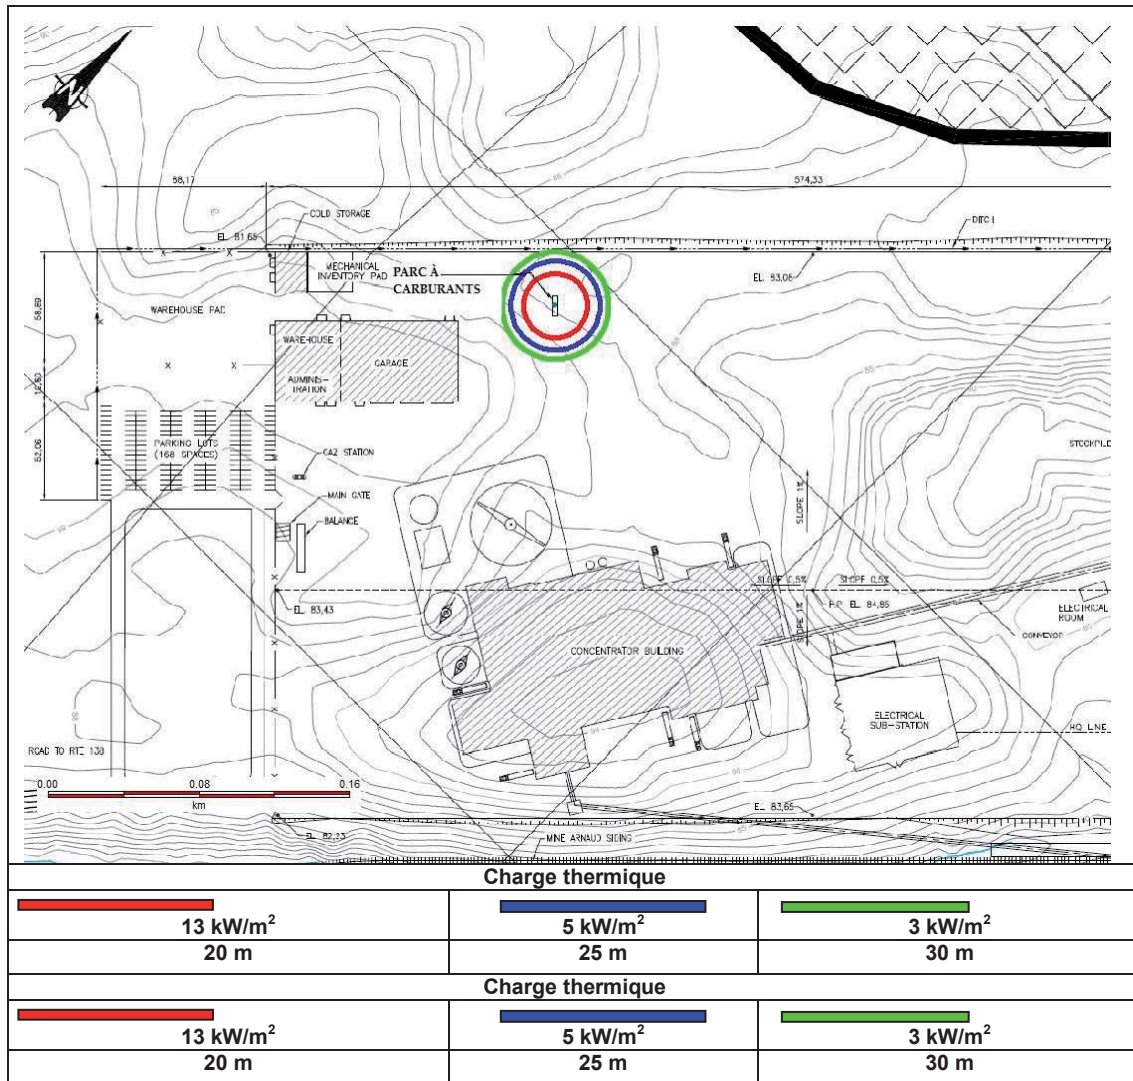 N
88,17
574,33
COLD STORAGE
DITCH
EL 81,65
MECHANICAL
INVENTORY PAD
PARC À
CARBURANTS
EL. 83,08
58,89
WAREHOUSE PAD
WAREHOUSE
GARAGE
ADMINIS-
TRATION
52,06
PARKING LOTS
(168 SPACES)
STOCKPILE
GAZ STATION
MAIN GATE
BALANCE
SLOPE 1%
SLOPE 0,5%
SLOPE 0,5%
EL. 83,43
P.P. EL 84,85
ELECTRICAL
ROOM
SLOPE 1%
CONVEYOR
CONCENTRATOR BUILDING
ELECTRICAL
SUB-STATION
HQ LINE
ROAD TO RTE 138
0.00
0.08
0.16
km
EL 83,65
EL 82,23
MINE ARNAUD SIDING
Charge thermique
13 kW/m²
5 kW/m²
3 kW/m²
20 m
25 m
30 m
Charge thermique
13 kW/m²
5 kW/m²
3 kW/m²
20 m
25 m
30 m